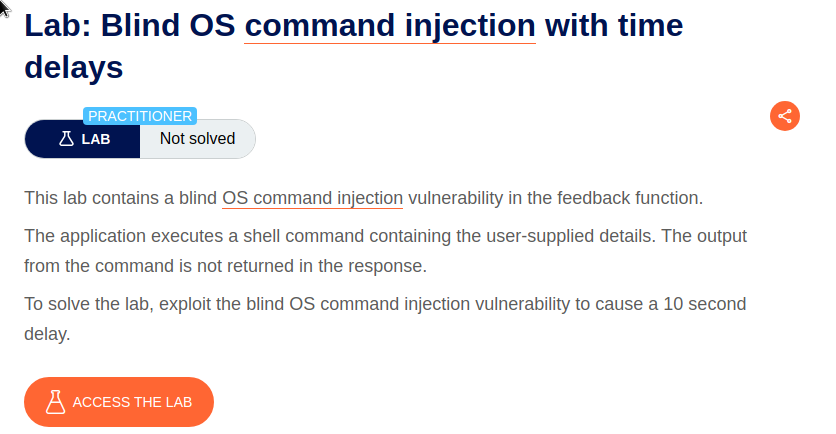 Lab: Blind OS command injection with time
delays
PRACTITIONER
LAB Not solved
This lab contains a blind OS command injection vulnerability in the feedback function.
The application executes a shell command containing the user-supplied details. The output
from the command is not returned in the response.
To solve the lab, exploit the blind OS command injection vulnerability to cause a 10 second
delay.
ACCESS THE LAB